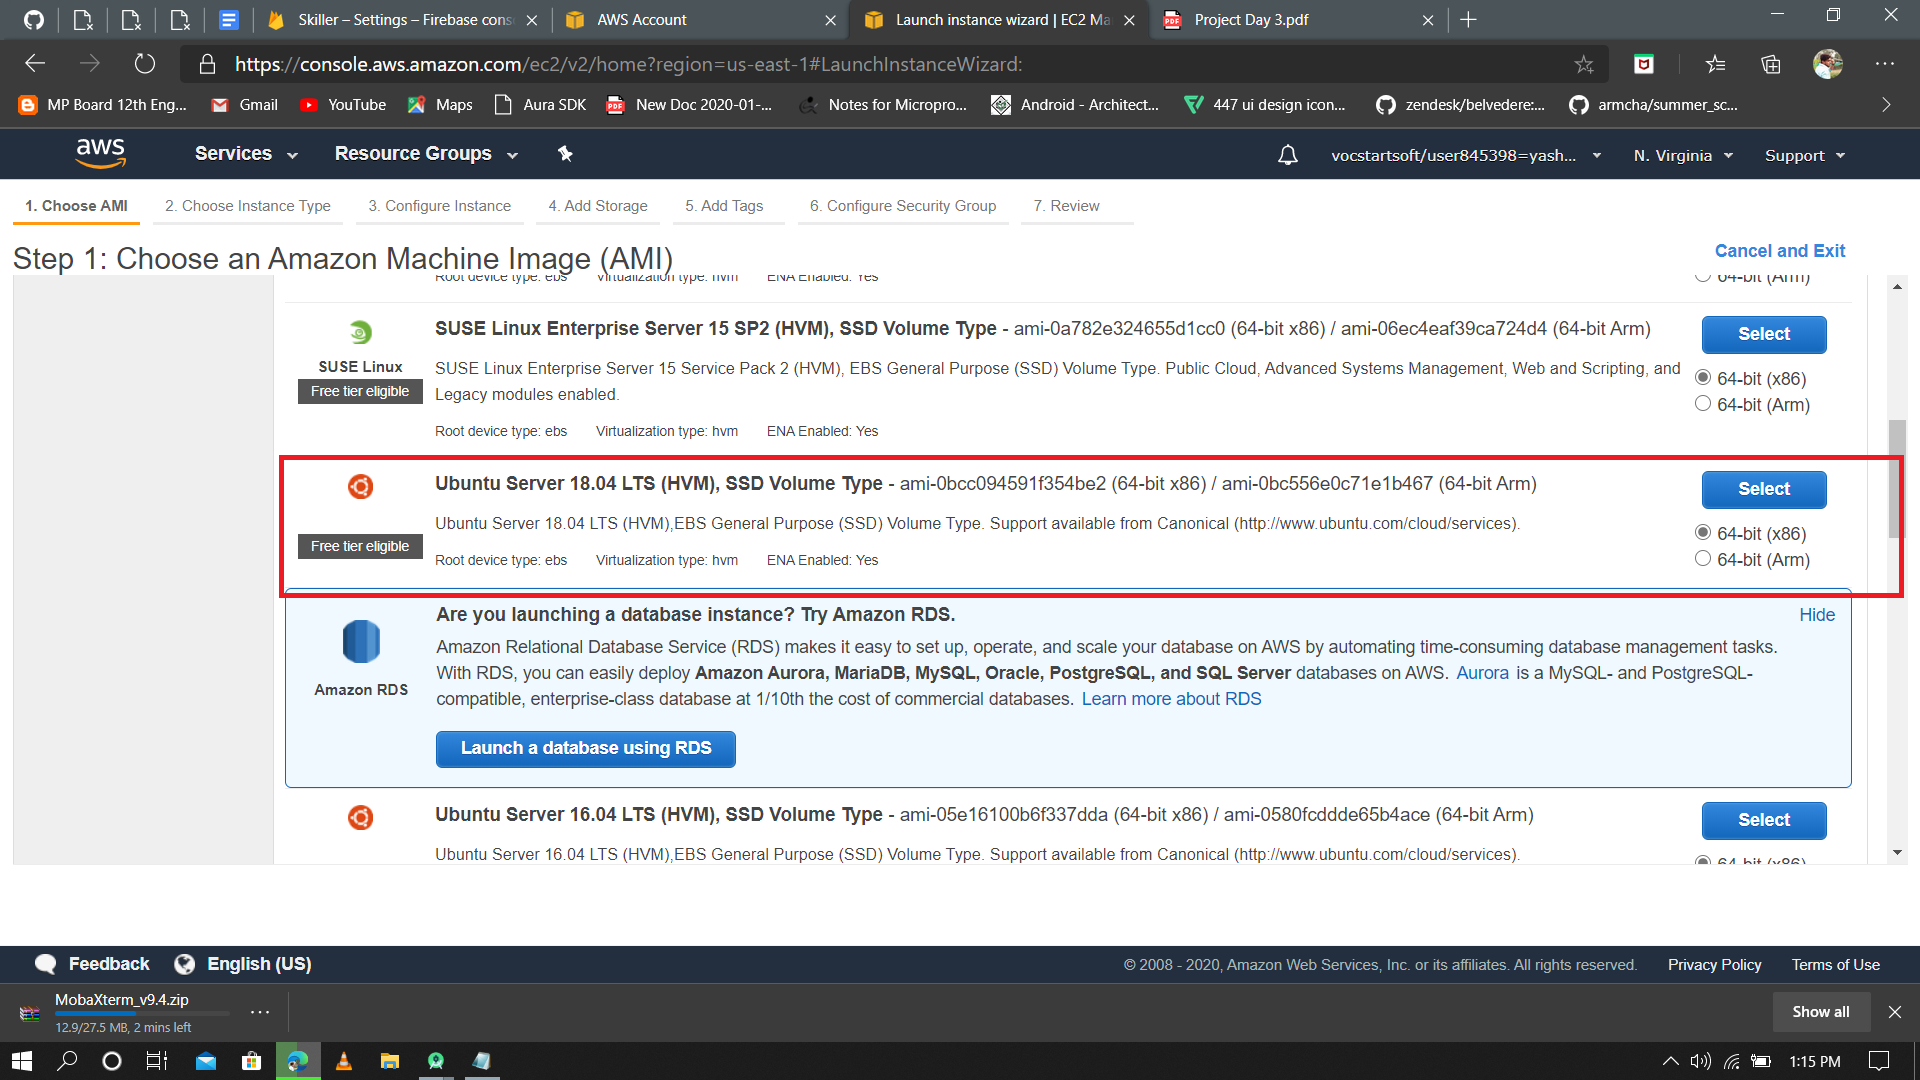 Skiller – Settings – Firebase cons
AWS Account
Launch instance wizard | EC2 Ma
Project Day 3.pdf
https://console.aws.amazon.com/ec2/v2/home?region=us-east-1#LaunchInstanceWizard:
MP Board 12th Eng...
Gmail
YouTube
Maps
Aura SDK
New Doc 2020-01-...
Notes for Micropro...
Android - Architect...
447 ui design icon...
zendesk/belvedere:...
armcha/summer_sc...
aws
Services
Resource Groups
vocstartsoft/user845398=yash...
N. Virginia
Support
1. Choose AMI
2. Choose Instance Type
3. Configure Instance
4. Add Storage
5. Add Tags
6. Configure Security Group
7. Review
Step 1: Choose an Amazon Machine Image (AMI)
Cancel and Exit
Root device type: ebs Virtualization type: hvm ENA Enabled: Yes
64-bit (Arm)
SUSE Linux
Free tier eligible
SUSE Linux Enterprise Server 15 SP2 (HVM), SSD Volume Type - ami-0a782e324655d1cc0 (64-bit x86) / ami-06ec4eaf39ca724d4 (64-bit Arm)
SUSE Linux Enterprise Server 15 Service Pack 2 (HVM), EBS General Purpose (SSD) Volume Type. Public Cloud, Advanced Systems Management, Web and Scripting, and
Legacy modules enabled.
Root device type: ebs Virtualization type: hvm ENA Enabled: Yes
Select
64-bit (x86)
64-bit (Arm)
Free tier eligible
Ubuntu Server 18.04 LTS (HVM), SSD Volume Type - ami-0bcc094591f354be2 (64-bit x86) / ami-0bc556e0c71e1b467 (64-bit Arm)
Ubuntu Server 18.04 LTS (HVM),EBS General Purpose (SSD) Volume Type. Support available from Canonical (http://www.ubuntu.com/cloud/services).
Root device type: ebs Virtualization type: hvm ENA Enabled: Yes
Select
64-bit (x86)
64-bit (Arm)
Amazon RDS
Are you launching a database instance? Try Amazon RDS.
Hide
Amazon Relational Database Service (RDS) makes it easy to set up, operate, and scale your database on AWS by automating time-consuming database management tasks.
With RDS, you can easily deploy Amazon Aurora, MariaDB, MySQL, Oracle, PostgreSQL, and SQL Server databases on AWS. Aurora is a MySQL- and PostgreSQL-
compatible, enterprise-class database at 1/10th the cost of commercial databases. Learn more about RDS
Launch a database using RDS
Ubuntu Server 16.04 LTS (HVM), SSD Volume Type - ami-05e16100b6f337dda (64-bit x86) / ami-0580fcddde65b4ace (64-bit Arm)
Ubuntu Server 16.04 LTS (HVM),EBS General Purpose (SSD) Volume Type. Support available from Canonical (http://www.ubuntu.com/cloud/services).
Select
64-bit (x86)
Feedback
English (US)
© 2008 - 2020, Amazon Web Services, Inc. or its affiliates. All rights reserved.
Privacy Policy
Terms of Use
MobaXterm_v9.4.zip
12.9/27.5 MB, 2 mins left
Show all
1:15 PM